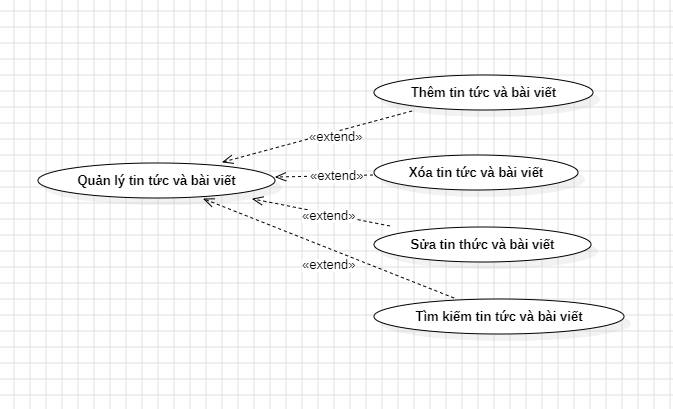 Thêm tin tức và bài viết
«extend»
Quản lý tin tức và bài viết
«extend»
Xóa tin tức và bài viết
«extend»
Sửa tin thức và bài viết
«extend»
Tìm kiếm tin tức và bài viết